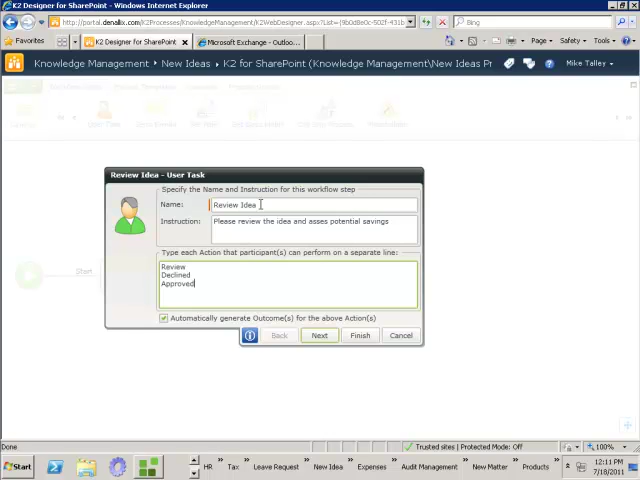 K2 Designer for SharePoint - Windows Internet Explorer
http://portal.denallix.com/K2Processes/KnowledgeManagement/K2WebDesigner.aspx?List={9b0d8e0c-502f-431b
Bing
Favorites
K2 Designer for SharePoint
Microsoft Exchange - Outloo...
Page
Safety
Tools
Knowledge Management > New Ideas > K2 for SharePoint (Knowledge Management\New Ideas Pr
Mike Talley
Start
Review Idea - User Task
Specify the Name and Instruction for this workflow step
Name:
Review Idea
Instruction:
Please review the idea and asses potential savings
Type each Action that participant(s) can perform on a separate line:
Review
Declined
Approved
Automatically generate Outcome(s) for the above Action(s)
Back
Next
Finish
Cancel
Done
Trusted sites | Protected Mode: Off
100%
Start
HR
Tax
Leave Request
New Idea
Expenses
Audit Management
New Matter
Products
12:11 PM
7/18/2011